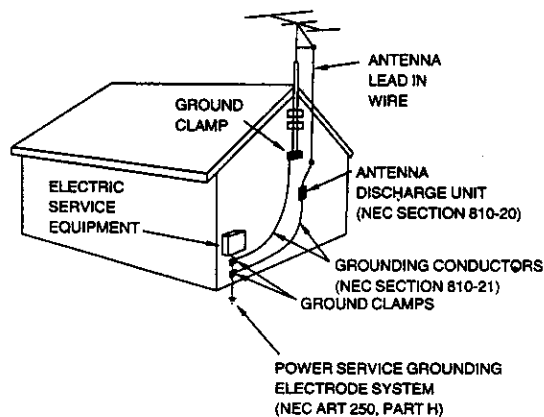 ANTENNA
LEAD IN
WIRE
GROUND
CLAMP
ANTENNA
DISCHARGE UNIT
(NEC SECTION 810-20)
ELECTRIC
SERVICE
EQUIPMENT
GROUNDING CONDUCTORS
(NEC SECTION 810-21)
GROUND CLAMPS
POWER SERVICE GROUNDING
ELECTRODE SYSTEM
(NEC ART 250, PART H)